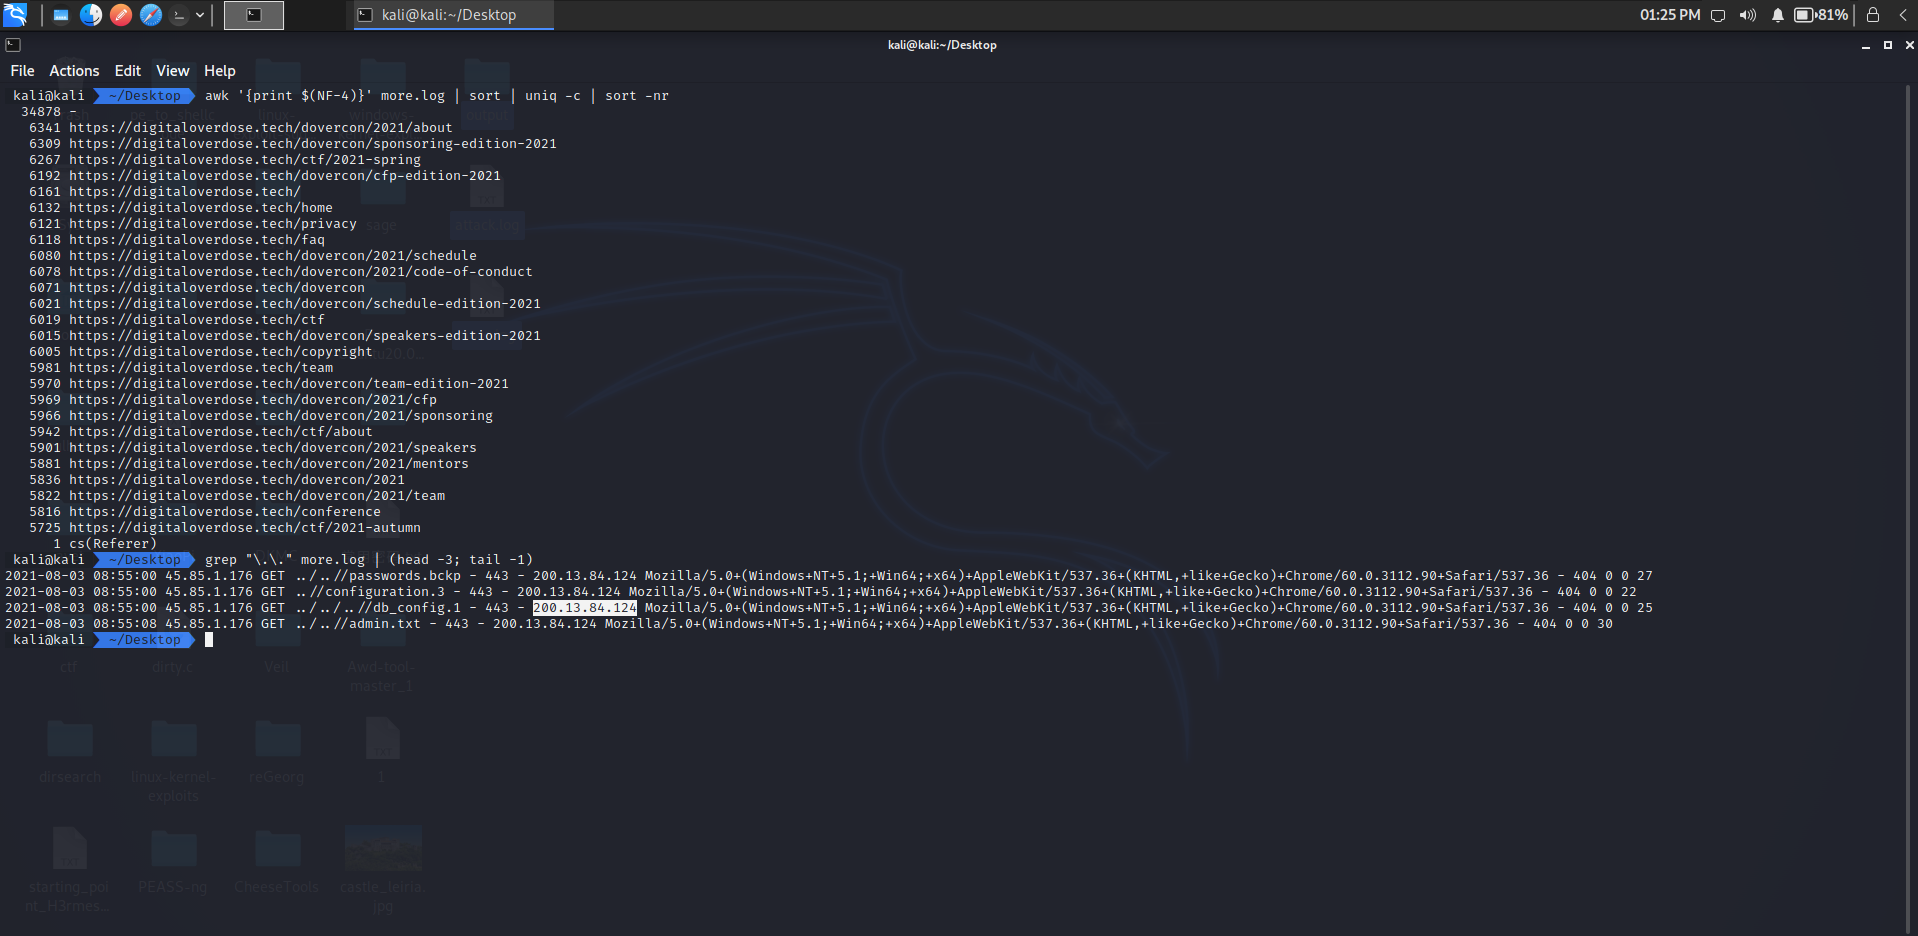 kali@kali:~/Desktop
01:25 PM
81%
kali@kali:~/Desktop
File Actions Edit View Help
kali@kali ~/Desktop awk '{print $(NF-4)}' more.log | sort | uniq -c | sort -nr
34878 -
6341 https://digitaloverdose.tech/dovercon/2021/about
6309 https://digitaloverdose.tech/dovercon/sponsoring-edition-2021
6267 https://digitaloverdose.tech/ctf/2021-spring
6192 https://digitaloverdose.tech/dovercon/cfp-edition-2021
6161 https://digitaloverdose.tech/
6132 https://digitaloverdose.tech/home
6121 https://digitaloverdose.tech/privacy
6118 https://digitaloverdose.tech/faq
6080 https://digitaloverdose.tech/dovercon/2021/schedule
6078 https://digitaloverdose.tech/dovercon/2021/code-of-conduct
6071 https://digitaloverdose.tech/dovercon
6021 https://digitaloverdose.tech/dovercon/schedule-edition-2021
6019 https://digitaloverdose.tech/ctf
6015 https://digitaloverdose.tech/dovercon/speakers-edition-2021
6005 https://digitaloverdose.tech/copyright
5981 https://digitaloverdose.tech/team
5970 https://digitaloverdose.tech/dovercon/team-edition-2021
5969 https://digitaloverdose.tech/dovercon/2021/cfp
5966 https://digitaloverdose.tech/dovercon/2021/sponsoring
5942 https://digitaloverdose.tech/ctf/about
5901 https://digitaloverdose.tech/dovercon/2021/speakers
5881 https://digitaloverdose.tech/dovercon/2021/mentors
5836 https://digitaloverdose.tech/dovercon/2021
5822 https://digitaloverdose.tech/dovercon/2021/team
5816 https://digitaloverdose.tech/conference
5725 https://digitaloverdose.tech/ctf/2021-autumn
1 cs(Referer)
kali@kali ~/Desktop grep "\.\." more.log | (head -3; tail -1)
2021-08-03 08:55:00 45.85.1.176 GET ../../​/passwords.bckp - 443 - 200.13.84.124 Mozilla/5.0+(Windows+NT+5.1;+Win64;+x64)+AppleWebKit/537.36+(KHTML,+like+Gecko)+Chrome/60.0.3112.90+Safari/537.36 - 404 0 0 27
2021-08-03 08:55:00 45.85.1.176 GET ..//configuration.3 - 443 - 200.13.84.124 Mozilla/5.0+(Windows+NT+5.1;+Win64;+x64)+AppleWebKit/537.36+(KHTML,+like+Gecko)+Chrome/60.0.3112.90+Safari/537.36 - 404 0 0 22
2021-08-03 08:55:00 45.85.1.176 GET ../../..//db_config.1 - 443 - 200.13.84.124 Mozilla/5.0+(Windows+NT+5.1;+Win64;+x64)+AppleWebKit/537.36+(KHTML,+like+Gecko)+Chrome/60.0.3112.90+Safari/537.36 - 404 0 0 25
2021-08-03 08:55:08 45.85.1.176 GET ../..//admin.txt - 443 - 200.13.84.124 Mozilla/5.0+(Windows+NT+5.1;+Win64;+x64)+AppleWebKit/537.36+(KHTML,+like+Gecko)+Chrome/60.0.3112.90+Safari/537.36 - 404 0 0 30
kali@kali ~/Desktop
sage
ctf dirty.c Veil Awd-tool-
master_1
dirsearch linux-kernel- reGeorg 1
exploits
starting_poi PEASS-ng CheeseTools castle_leiria.
nt_H3rmes... jpg